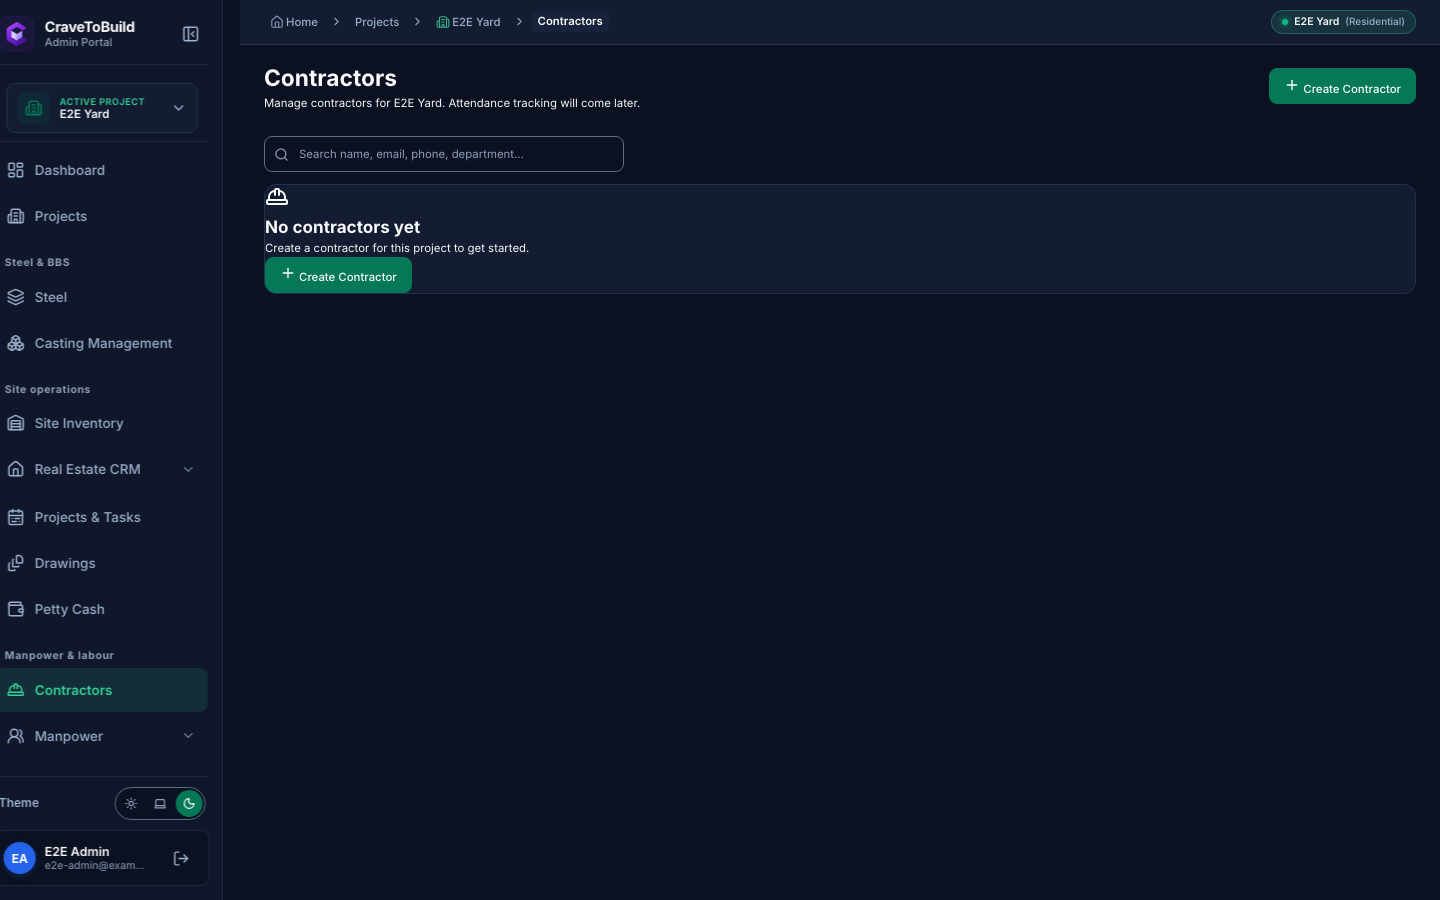 CraveToBuild
Admin Portal
ACTIVE PROJECT
E2E Yard
Dashboard
Projects
Steel & BBS
Steel
Casting Management
Site operations
Site Inventory
Real Estate CRM
Projects & Tasks
Drawings
Petty Cash
Manpower & labour
Contractors
Manpower
Theme
EA
E2E Admin
e2e-admin@exam...
Home
Projects
E2E Yard
Contractors
E2E Yard (Residential)
Contractors
Manage contractors for E2E Yard. Attendance tracking will come later.
Create Contractor
Search name, email, phone, department...
No contractors yet
Create a contractor for this project to get started.
Create Contractor